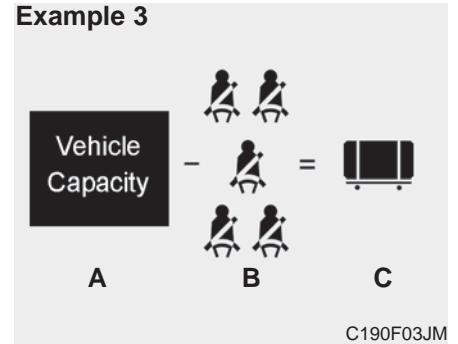 Example 3
Vehicle
Capacity
- =
A B C
C190F03JM